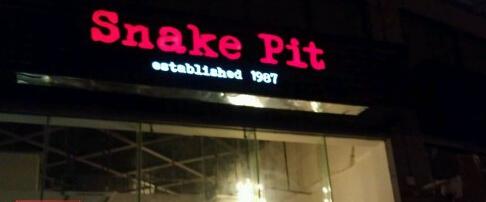 Snake Pit
established 1987